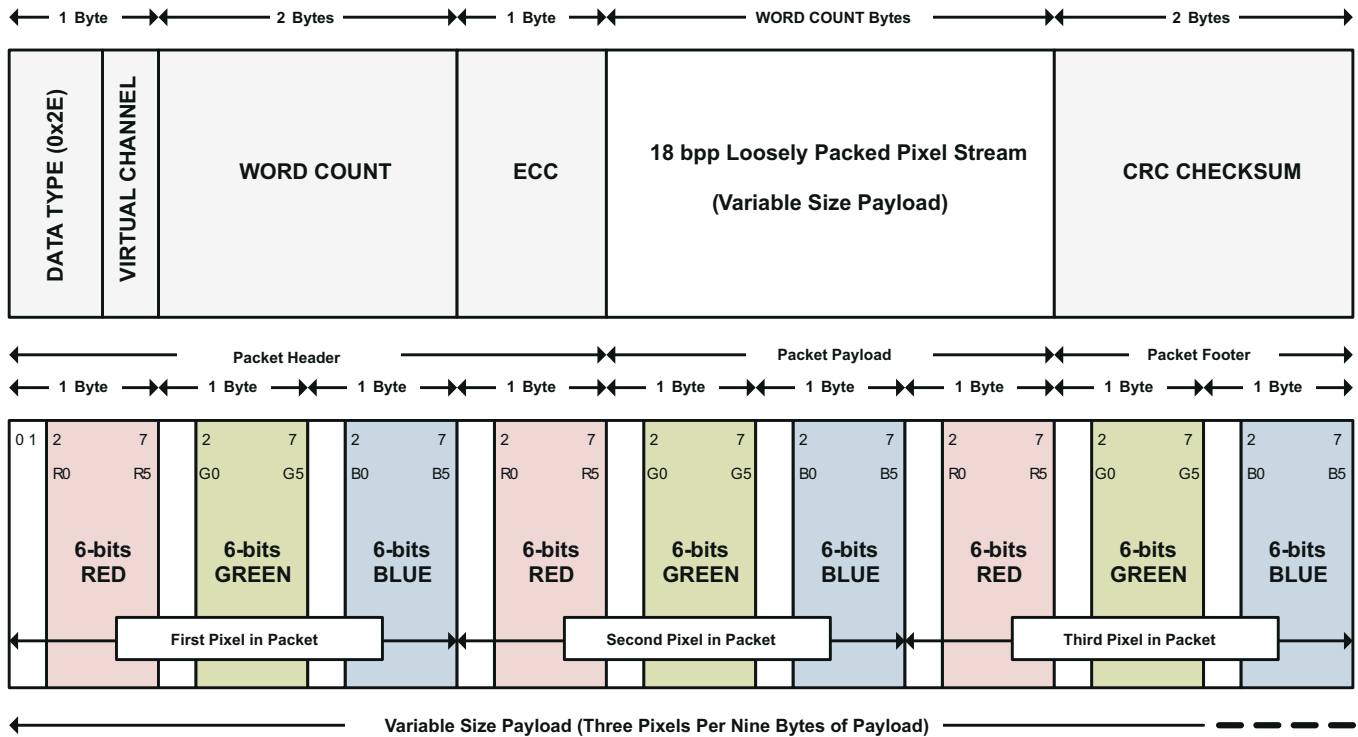 1 Byte 2 Bytes 1 Byte WORD COUNT Bytes 2 Bytes
DATA TYPE (0x2E)
VIRTUAL CHANNEL
WORD COUNT
ECC
18 bpp Loosely Packed Pixel Stream
(Variable Size Payload)
CRC CHECKSUM
Packet Header Packet Payload Packet Footer
1 Byte 1 Byte 1 Byte 1 Byte 1 Byte 1 Byte 1 Byte 1 Byte 1 Byte
0 1 2 7 2 7 2 7 2 7 2 7 2 7 2 7 2 7 2 7
R0 R5 G0 G5 B0 B5 R0 R5 G0 G5 B0 B5 R0 R5 G0 G5 B0 B5
6-bits 6-bits 6-bits 6-bits 6-bits 6-bits 6-bits 6-bits 6-bits
RED GREEN BLUE RED GREEN BLUE RED GREEN BLUE
First Pixel in Packet Second Pixel in Packet Third Pixel in Packet
Variable Size Payload (Three Pixels Per Nine Bytes of Payload)